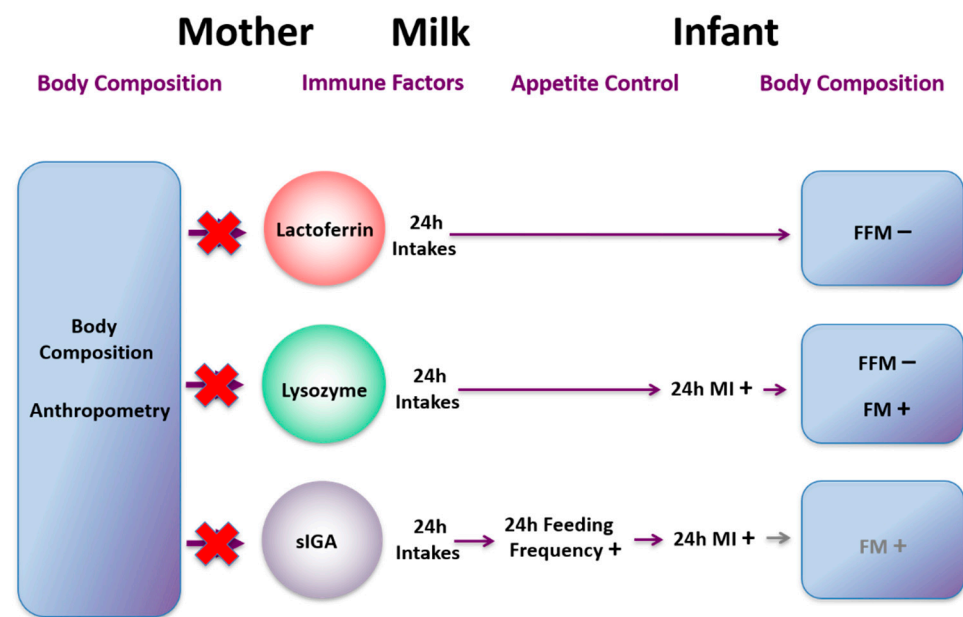 Mother Milk Infant
Body Composition Immune Factors Appetite Control Body Composition
Body
Composition
Anthropometry
Lactoferrin
24h
Intakes
FFM –
Lysozyme
24h
Intakes
24h MI +
FFM –
FM +
sIGA
24h
Intakes
24h Feeding
Frequency +
24h MI +
FM +